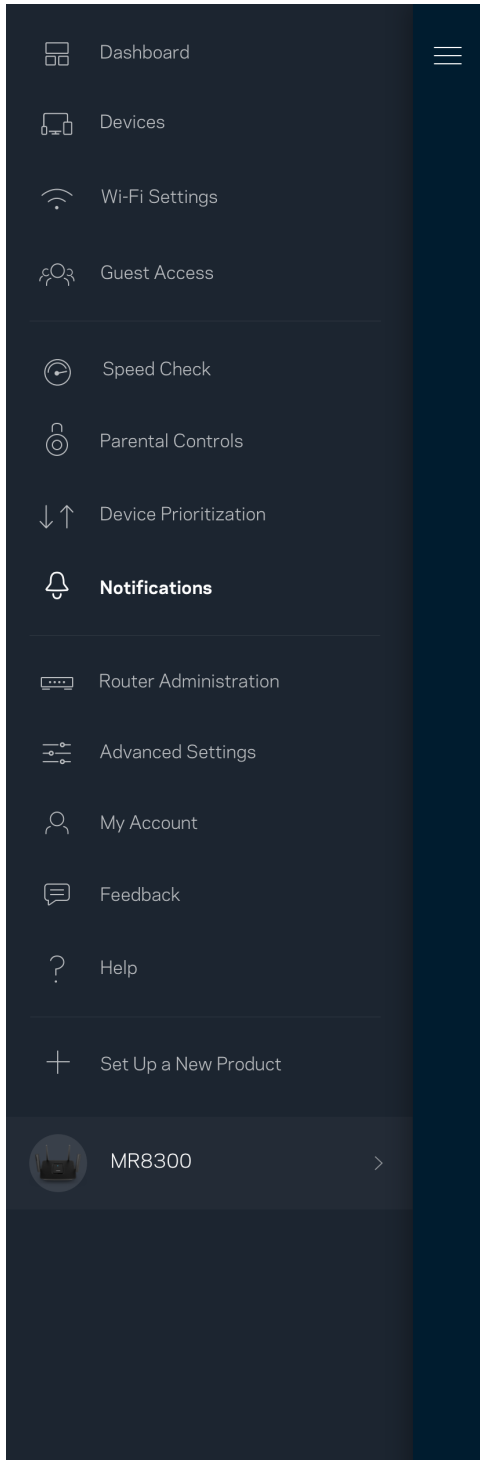 Dashboard
Devices
Wi-Fi Settings
Guest Access
Speed Check
Parental Controls
Device Prioritization
Notifications
Router Administration
Advanced Settings
My Account
Feedback
Help
Set Up a New Product
MR8300